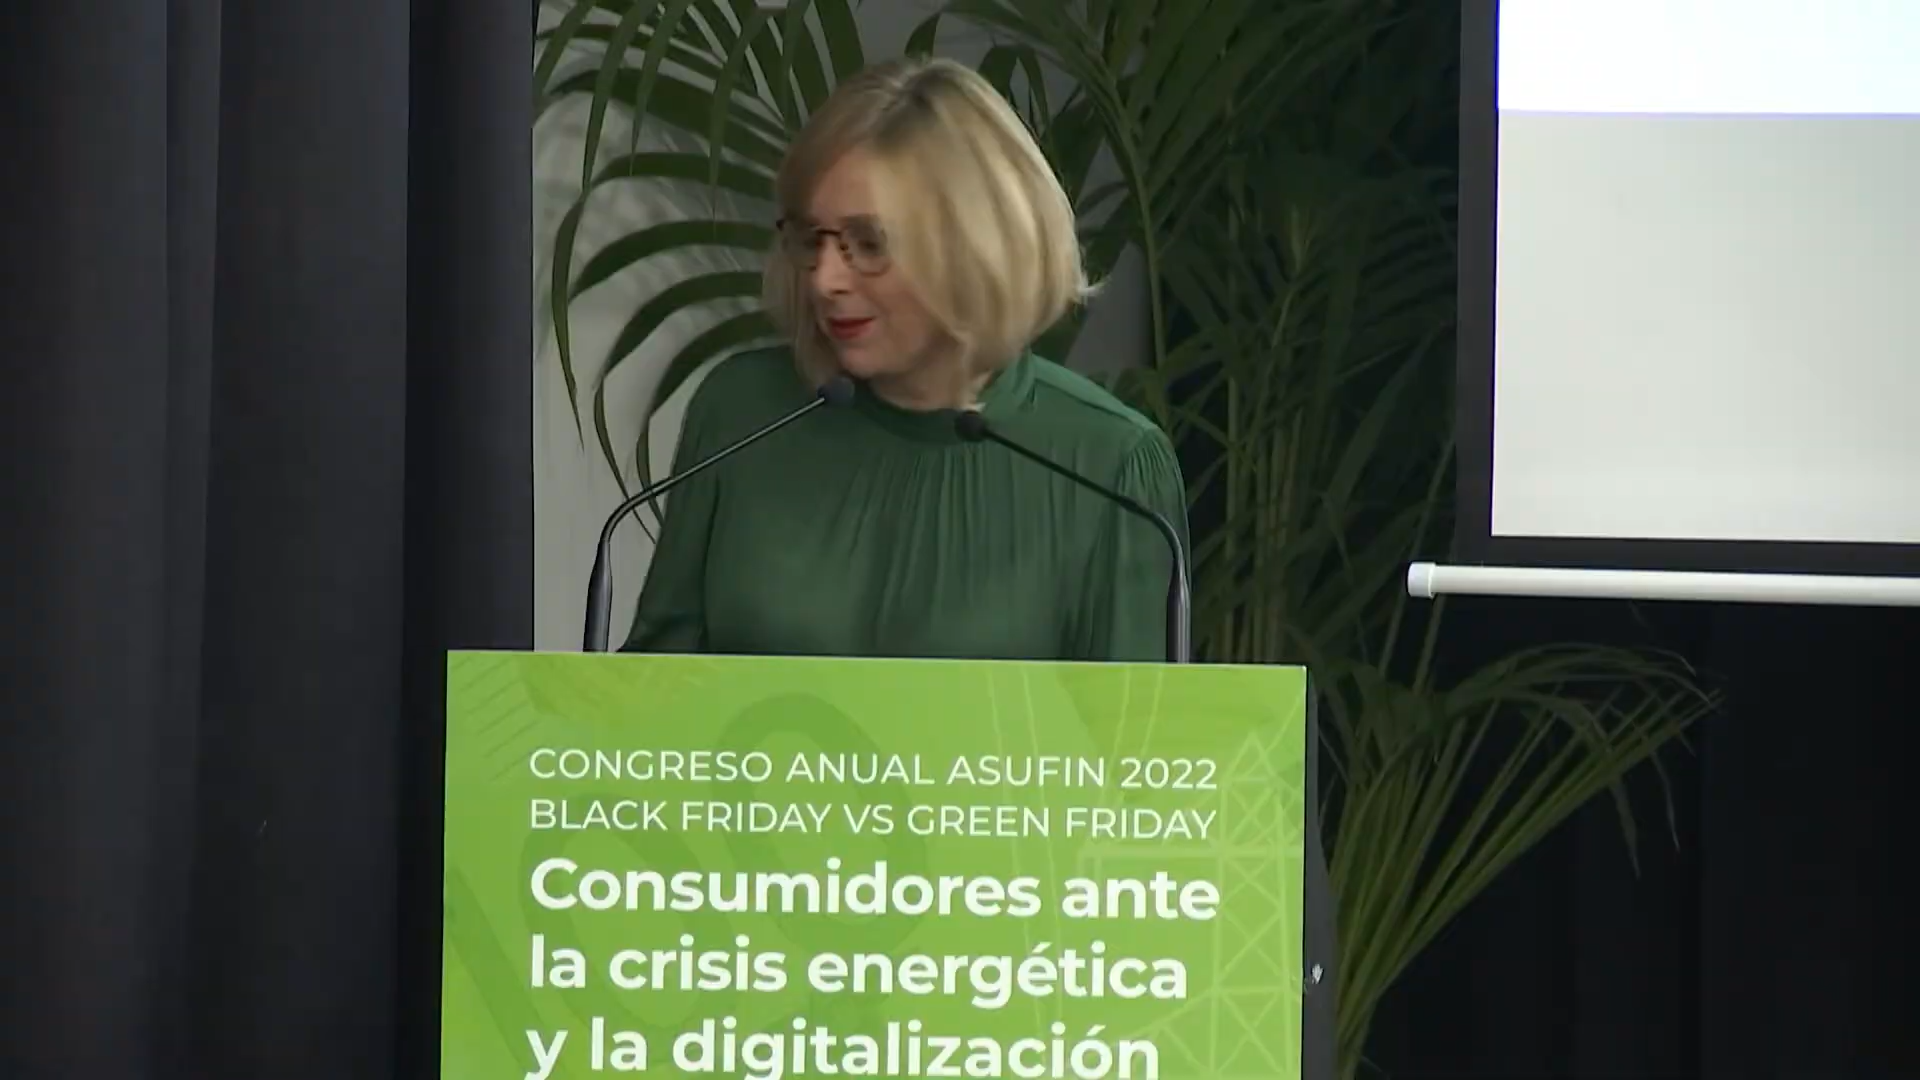 CONGRESO ANUAL ASUFIN 2022
BLACK FRIDAY VS GREEN FRIDAY
Consumidores ante
la crisis energética
y la digitalización